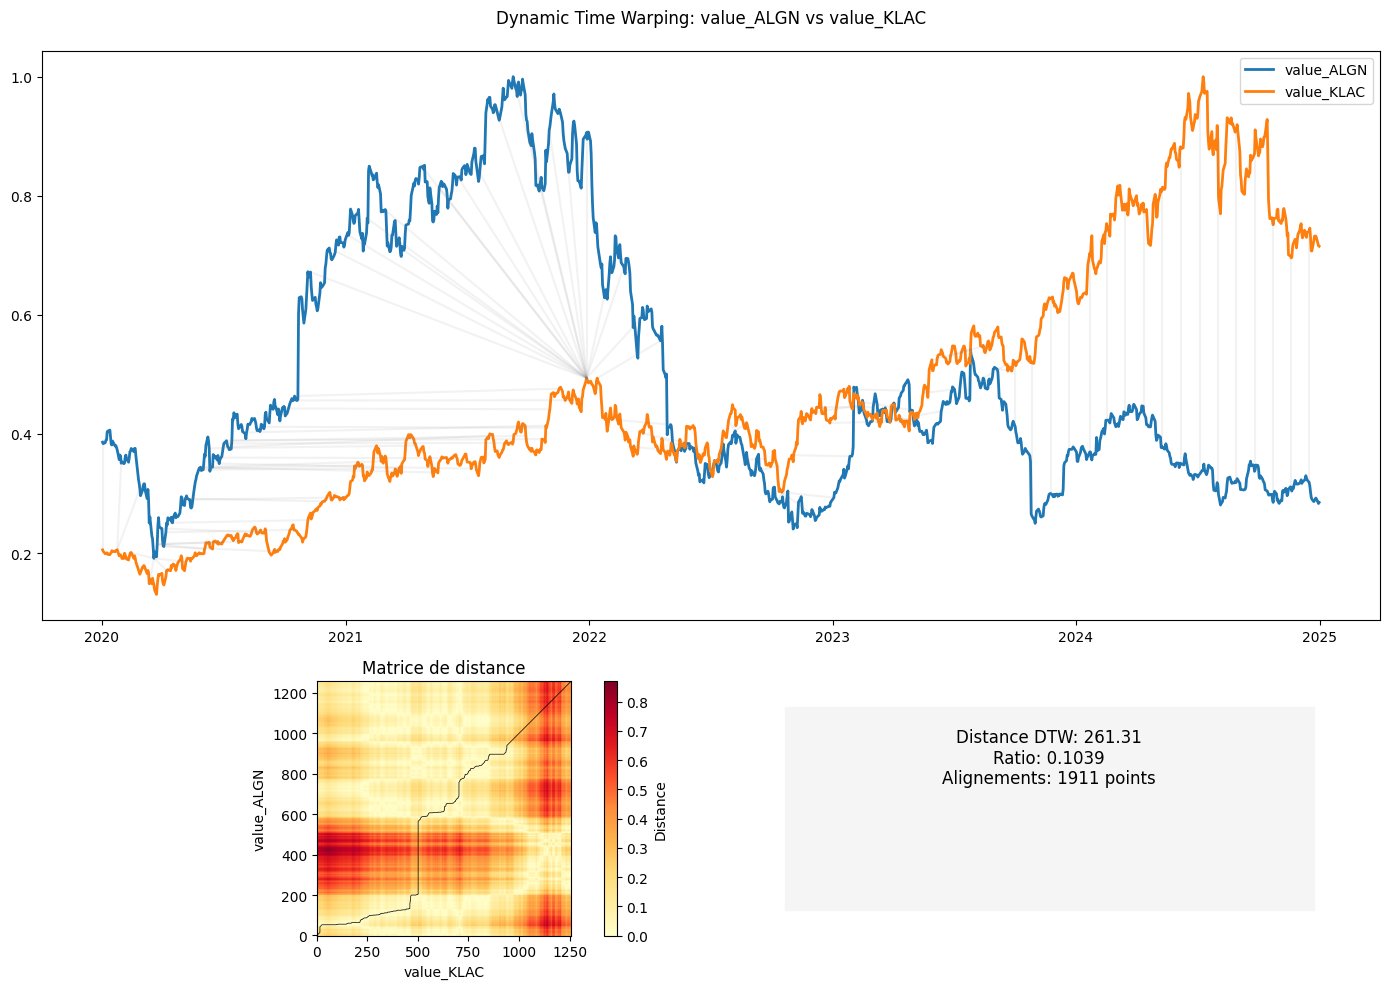 Dynamic Time Warping: value_ALGN vs value_KLAC
value_ALGN
value_KLAC
1.0
0.8
0.6
0.4
0.2
2020 2021 2022 2023 2024 2025
Matrice de distance
value_ALGN
1200
1000
800
600
400
200
0
0 250 500 750 1000 1250
value_KLAC
0.8
0.7
0.6
0.5
0.4
0.3
0.2
0.1
0.0
Distance
Distance DTW: 261.31
Ratio: 0.1039
Alignements: 1911 points